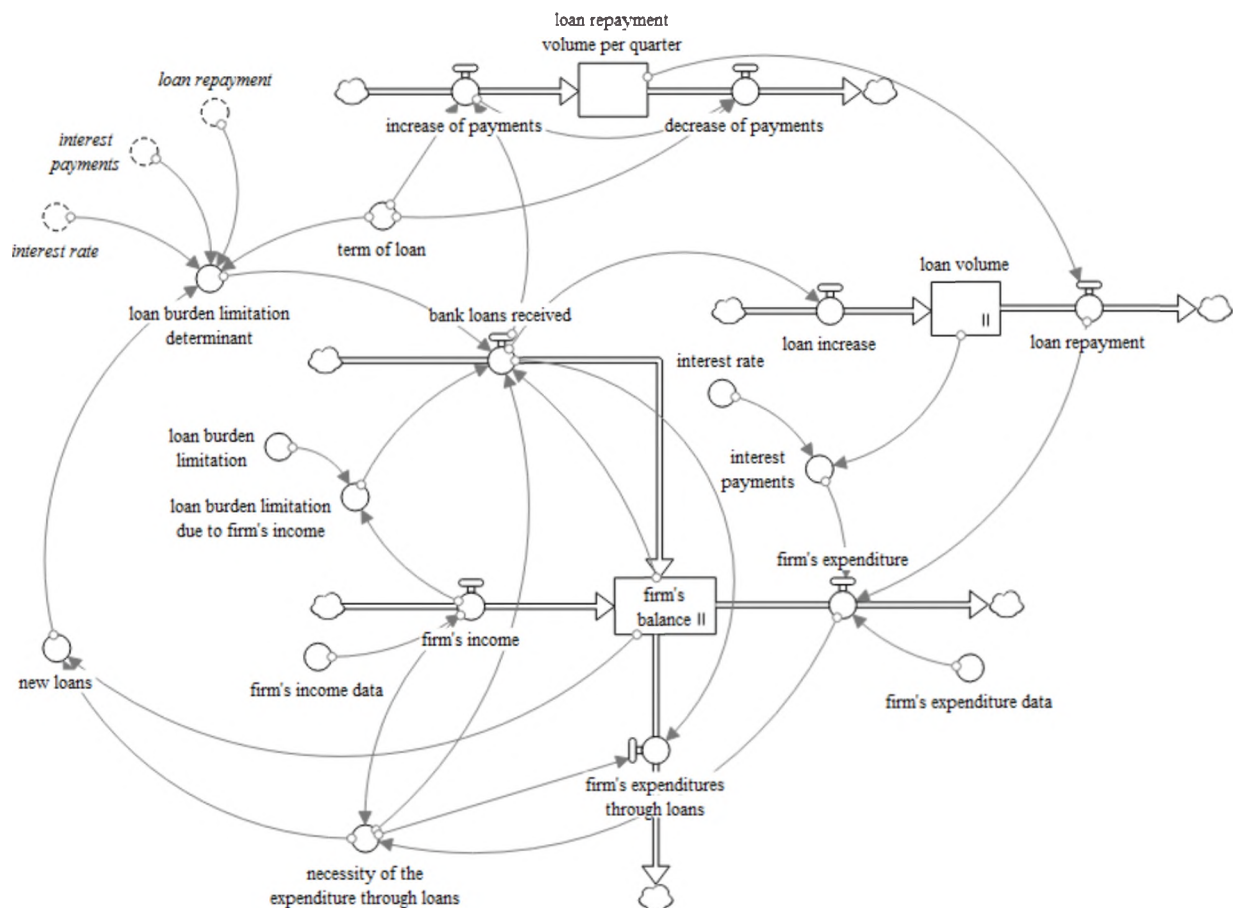 loan repayment
volume per quarter
loan repayment
increase of payments
decrease of payments
interest
payments
interest rate
term of loan
loan volume
loan burden limitation
determinant
bank loans received
loan increase
loan repayment
interest rate
loan burden
limitation
interest
payments
loan burden limitation
due to firm's income
firm's expenditure
firm's
balance II
firm's income
new loans
firm's income data
firm's expenditure data
firm's expenditures
through loans
necessity of the
expenditure through loans
II